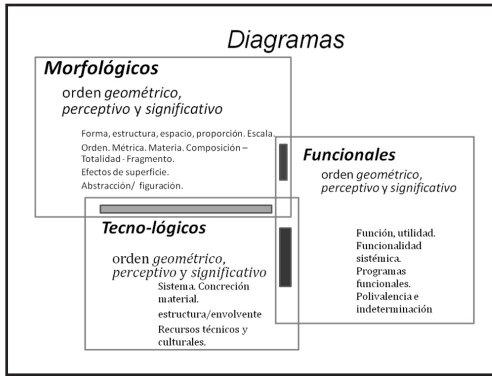 Diagramas
Morfológicos
orden geométrico,
perceptivo y significativo
Forma, estructura, espacio, proporción. Escala.
Orden. Métrica. Materia. Composición –
Totalidad - Fragmento.
Efectos de superficie.
Abstracción/ figuración.
Funcionales
orden geométrico,
perceptivo y significativo
Función, utilidad.
Funcionalidad
sistémica.
Programas
funcionales.
Polivalencia e
indeterminación
Tecno-lógicos
orden geométrico,
perceptivo y significativo
Sistema. Concreción
material.
estructura/envolvente
Recursos técnicos y
culturales.